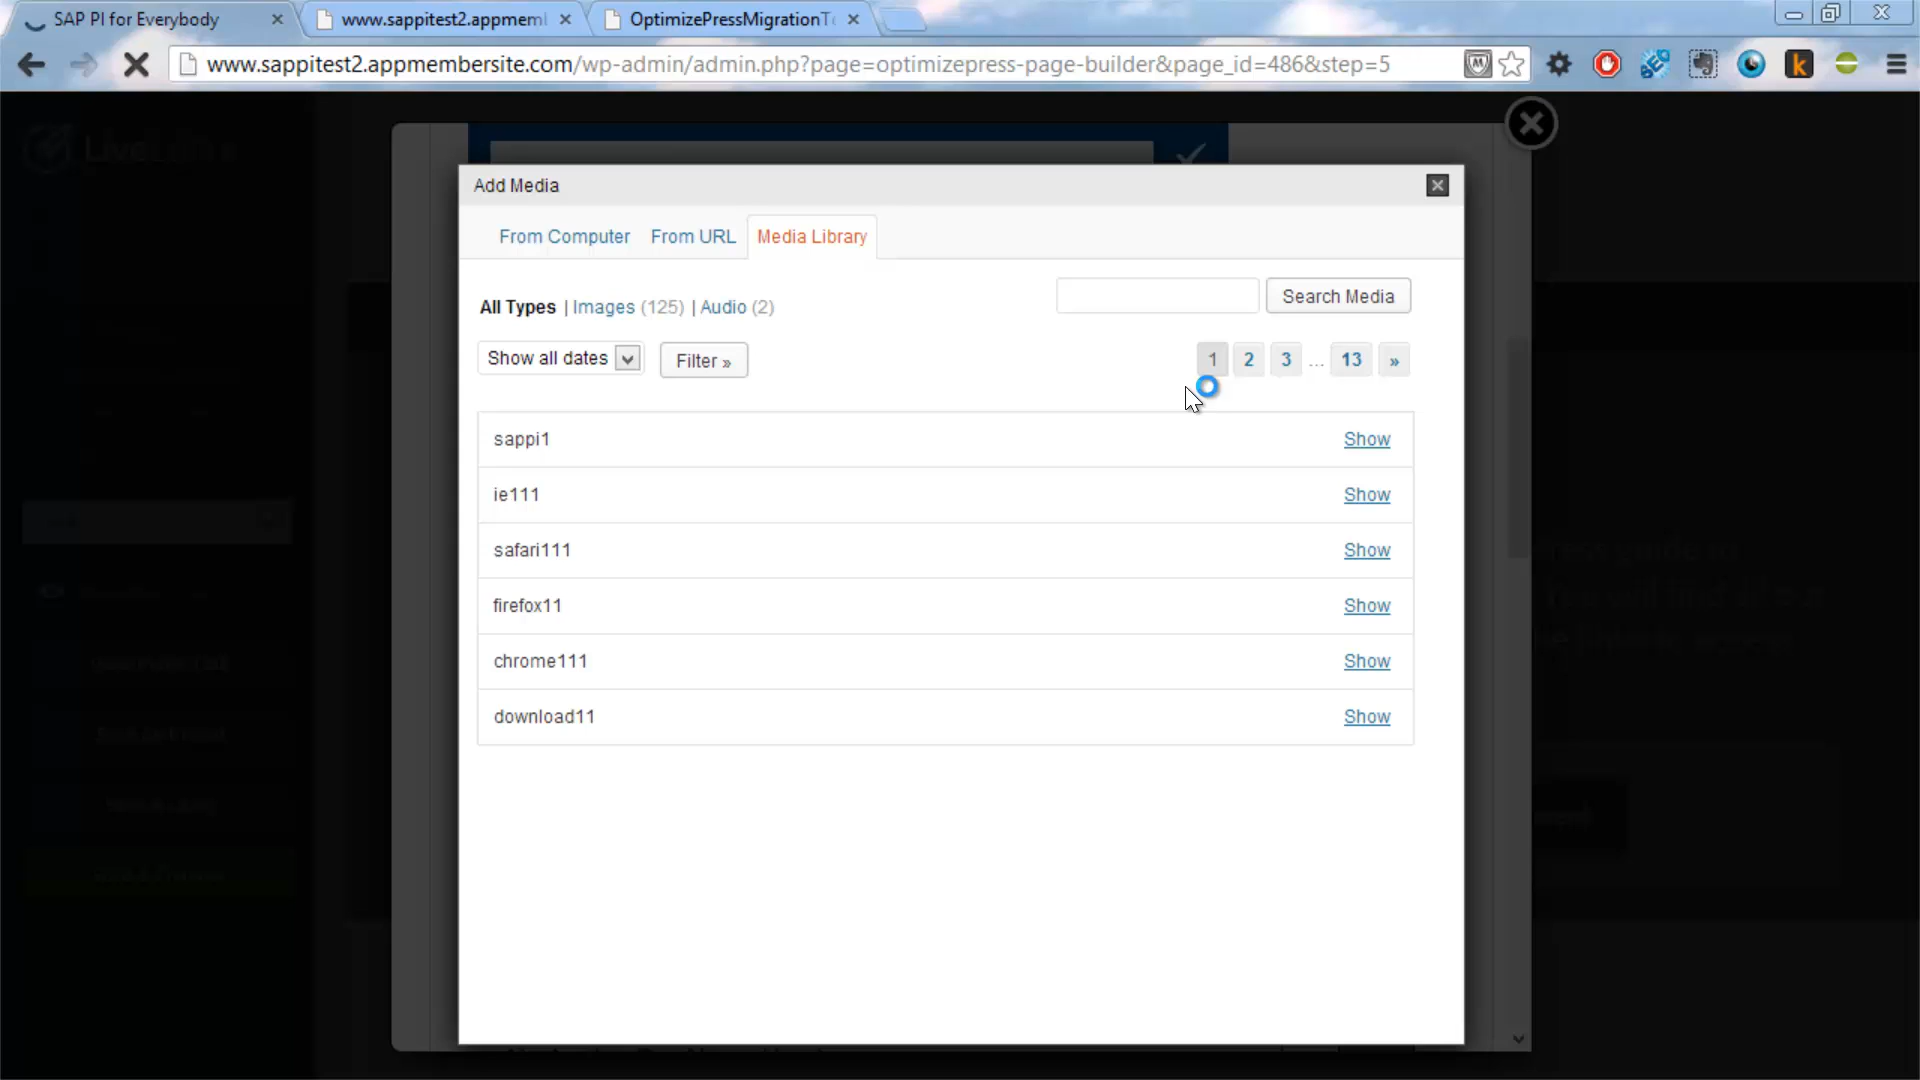 SAP PI for Everybody
www.sappitest2.appmeml
OptimizePressMigrationTo
www.sappitest2.appmembersite.com/wp-admin/admin.php?page=optimizepress-page-builder&page_id=486&step=5
Add Media
From Computer From URL Media Library
All Types | Images (125) | Audio (2)
Search Media
Show all dates
Filter »
1 2 3 ... 13 »
sappi1 Show
ie111 Show
safari111 Show
firefox11 Show
chrome111 Show
download11 Show